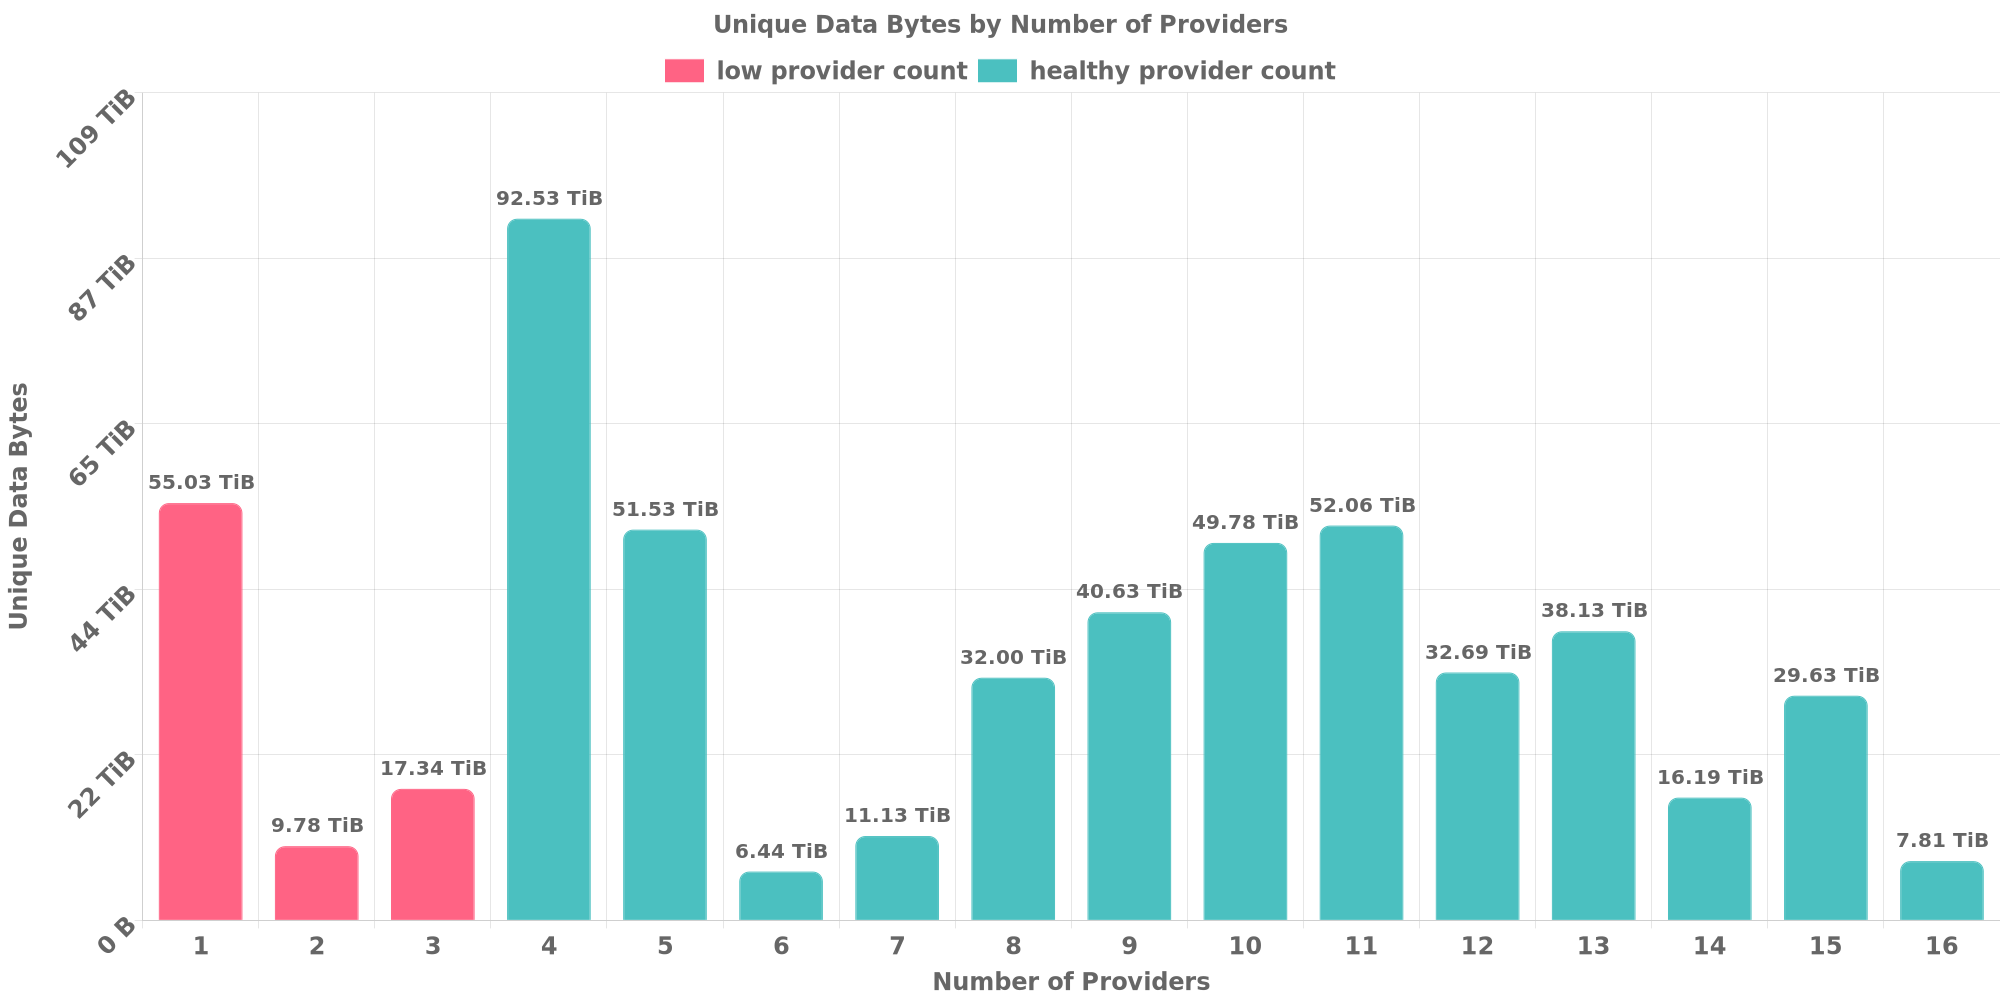 Unique Data Bytes by Number of Providers
low provider count healthy provider count
Unique Data Bytes
109 TiB
87 TiB
65 TiB
44 TiB
22 TiB
0 B
55.03 TiB
9.78 TiB
17.34 TiB
92.53 TiB
51.53 TiB
6.44 TiB
11.13 TiB
32.00 TiB
40.63 TiB
49.78 TiB
52.06 TiB
32.69 TiB
38.13 TiB
16.19 TiB
29.63 TiB
7.81 TiB
1 2 3 4 5 6 7 8 9 10 11 12 13 14 15 16
Number of Providers